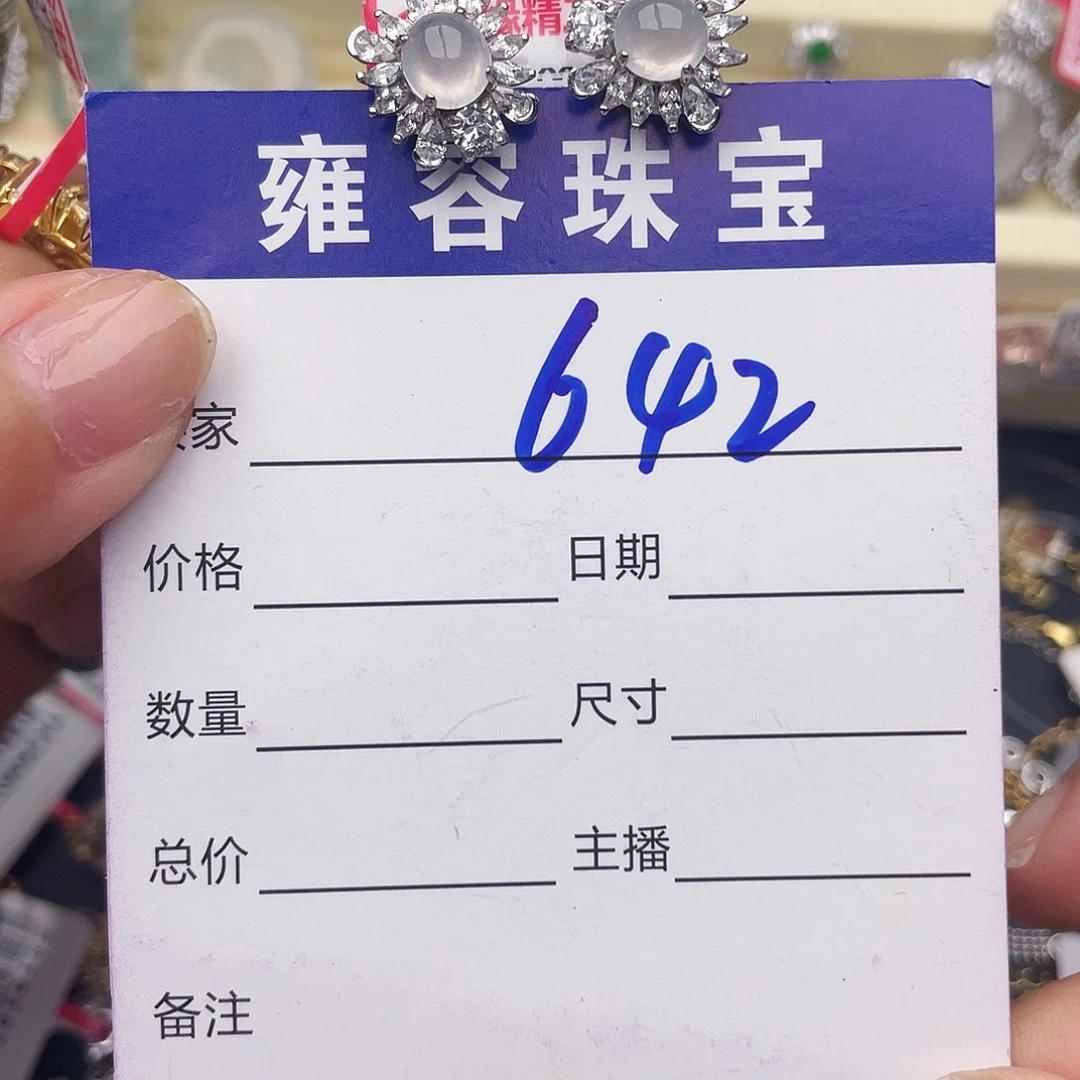 雍容珠宝
642
家
价格 日期
数量 尺寸
总价 主播
备注